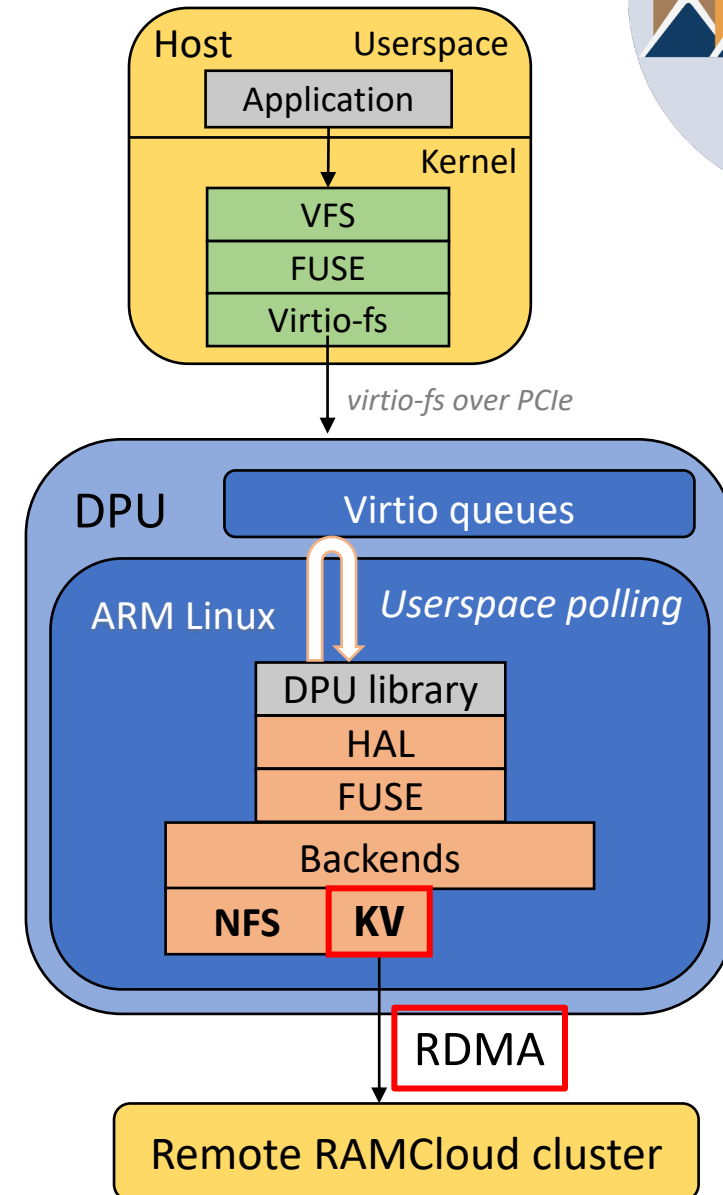 Host Userspace
Application
Kernel
VFS
FUSE
Virtio-fs
virtio-fs over PCIe
DPU
Virtio queues
ARM Linux
Userspace polling
DPU library
HAL
FUSE
Backends
NFS KV
RDMA
Remote RAMCloud cluster